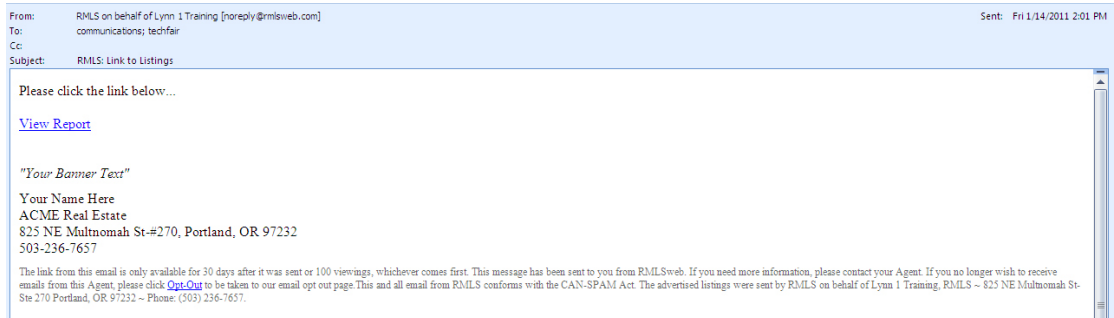 From: RMLS on behalf of Lynn 1 Training [noreply@rmlsweb.com] Sent: Fri 1/14/2011 2:01 PM
To: communications; techfair
Cc:
Subject: RMLS: Link to Listings
Please click the link below...
View Report
"Your Banner Text"
Your Name Here
ACME Real Estate
825 NE Multnomah St-#270, Portland, OR 97232
503-236-7657
The link from this email is only available for 30 days after it was sent or 100 viewings, whichever comes first. This message has been sent to you from RMLSweb. If you need more information, please contact your Agent. If you no longer wish to receive
emails from this Agent, please click Opt-Out to be taken to our email opt out page.This and all email from RMLS conforms with the CAN-SPAM Act. The advertised listings were sent by RMLS on behalf of Lynn 1 Training, RMLS ~ 825 NE Multnomah St-
Ste 270 Portland, OR 97232 ~ Phone: (503) 236-7657.